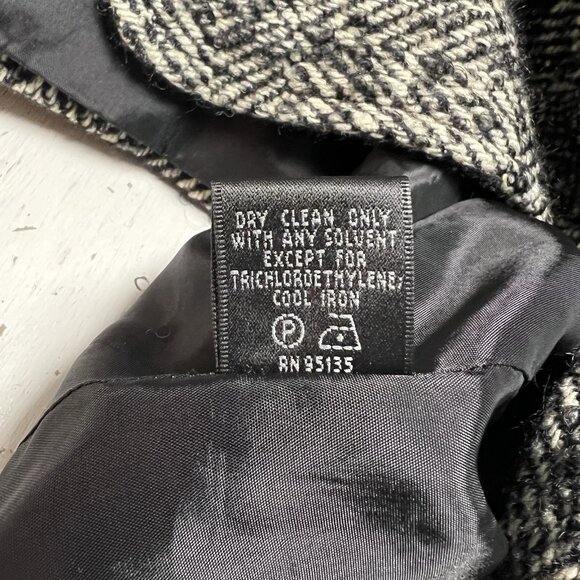 DRY CLEAN ONLY
WITH ANY SOLVENT
EXCEPT FOR
TRICHLOROETHYLENE/
COOL IRON
P
RN 95135